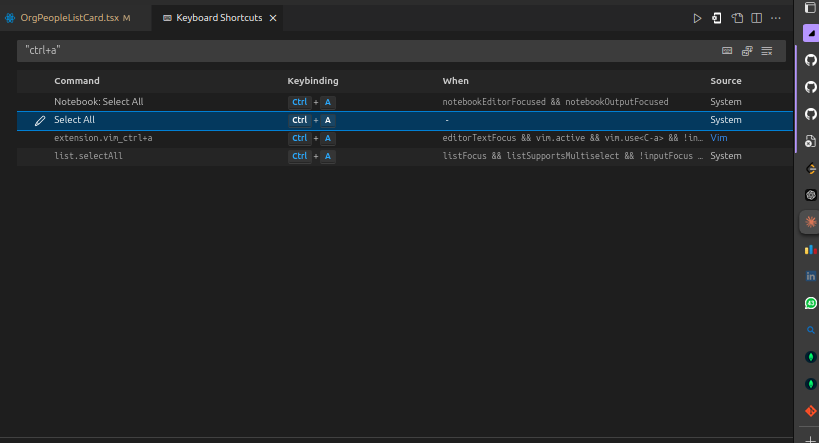 OrgPeopleListCard.tsx M
Keyboard Shortcuts
"ctrl+a"
Command Keybinding When Source
Notebook: Select All Ctrl + A notebookEditorFocused && notebookOutputFocused System
Select All Ctrl + A - System
extension.vim_ctrl+a Ctrl + A editorTextFocus && vim.active && vim.use<C-a> && !in… Vim
list.selectAll Ctrl + A listFocus && listSupportsMultiselect && !inputFocus … System
in